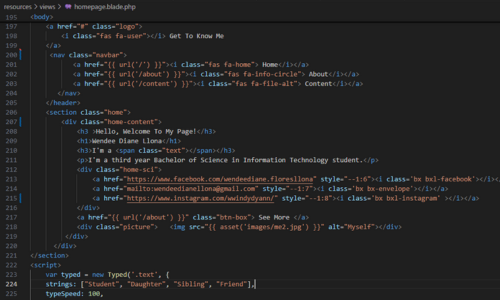 resources > views > homepage.blade.php
195 <body>
197 <a href="#" class="logo">
198 <i class="fas fa-user"></i> Get To Know Me
199 </a>
200 <nav class="navbar">
201 <a href="{{ url('/') }}"><i class="fas fa-home"> Home</i></a>
202 <a href="{{ url('/about') }}"><i class="fas fa-info-circle"> About</i></a>
203 <a href="{{ url('/content') }}"><i class="fas fa-file-alt"> Content</i></a>
204 </nav>
205 </header>
206 <section class="home">
207 <div class="home-content">
208 <h3 >Hello, Welcome To My Page!</h3>
209 <h1>Wendee Diane Llona</h1>
210 <h3>I'm a <span class="text"></span></h3>
211 <p>I'm a third year Bachelor of Science in Information Technology student.</p>
212 <div class="home-sci">
213 <a href="https://www.facebook.com/wendeediane.floresllona" style="--1:6"><i class='bx bxl-facebook'></i></a>
214 <a href="mailto:wendeedianellona@gmail.com" style="--1:7"><i class='bx bx-envelope'></i></a>
215 <a href="https://www.instagram.com/wwindydyann/" style="--1:8"><i class='bx bxl-instagram' ></i></a>
216 </div>
217 <a href="{{ url('/about') }}" class="btn-box"> See More </a>
218 <div class="picture"> <img src="{{ asset('images/me2.jpg') }}" alt="Myself"></div>
219 </div>
220 </div>
221 </div>
222 <script>
223 var typed = new Typed('.text', {
224 strings: ["Student", "Daughter", "Sibling", "Friend"],
225 typeSpeed: 100,